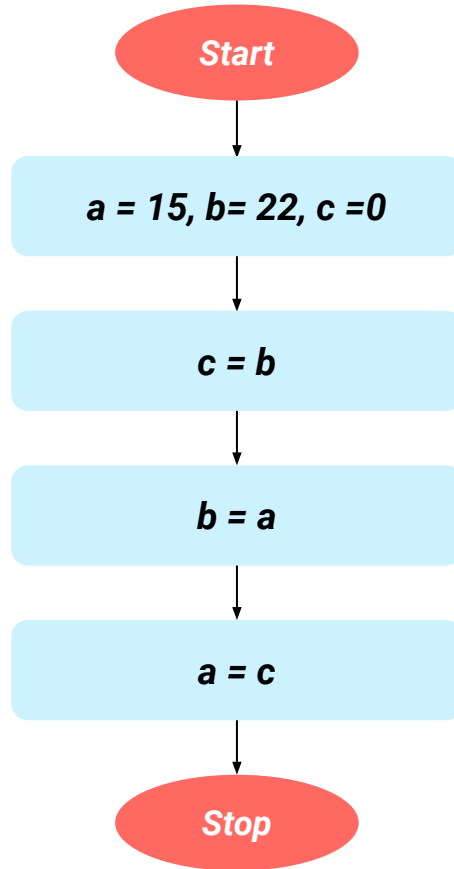 Start
a = 15, b= 22, c =0
c = b
b = a
a = c
Stop